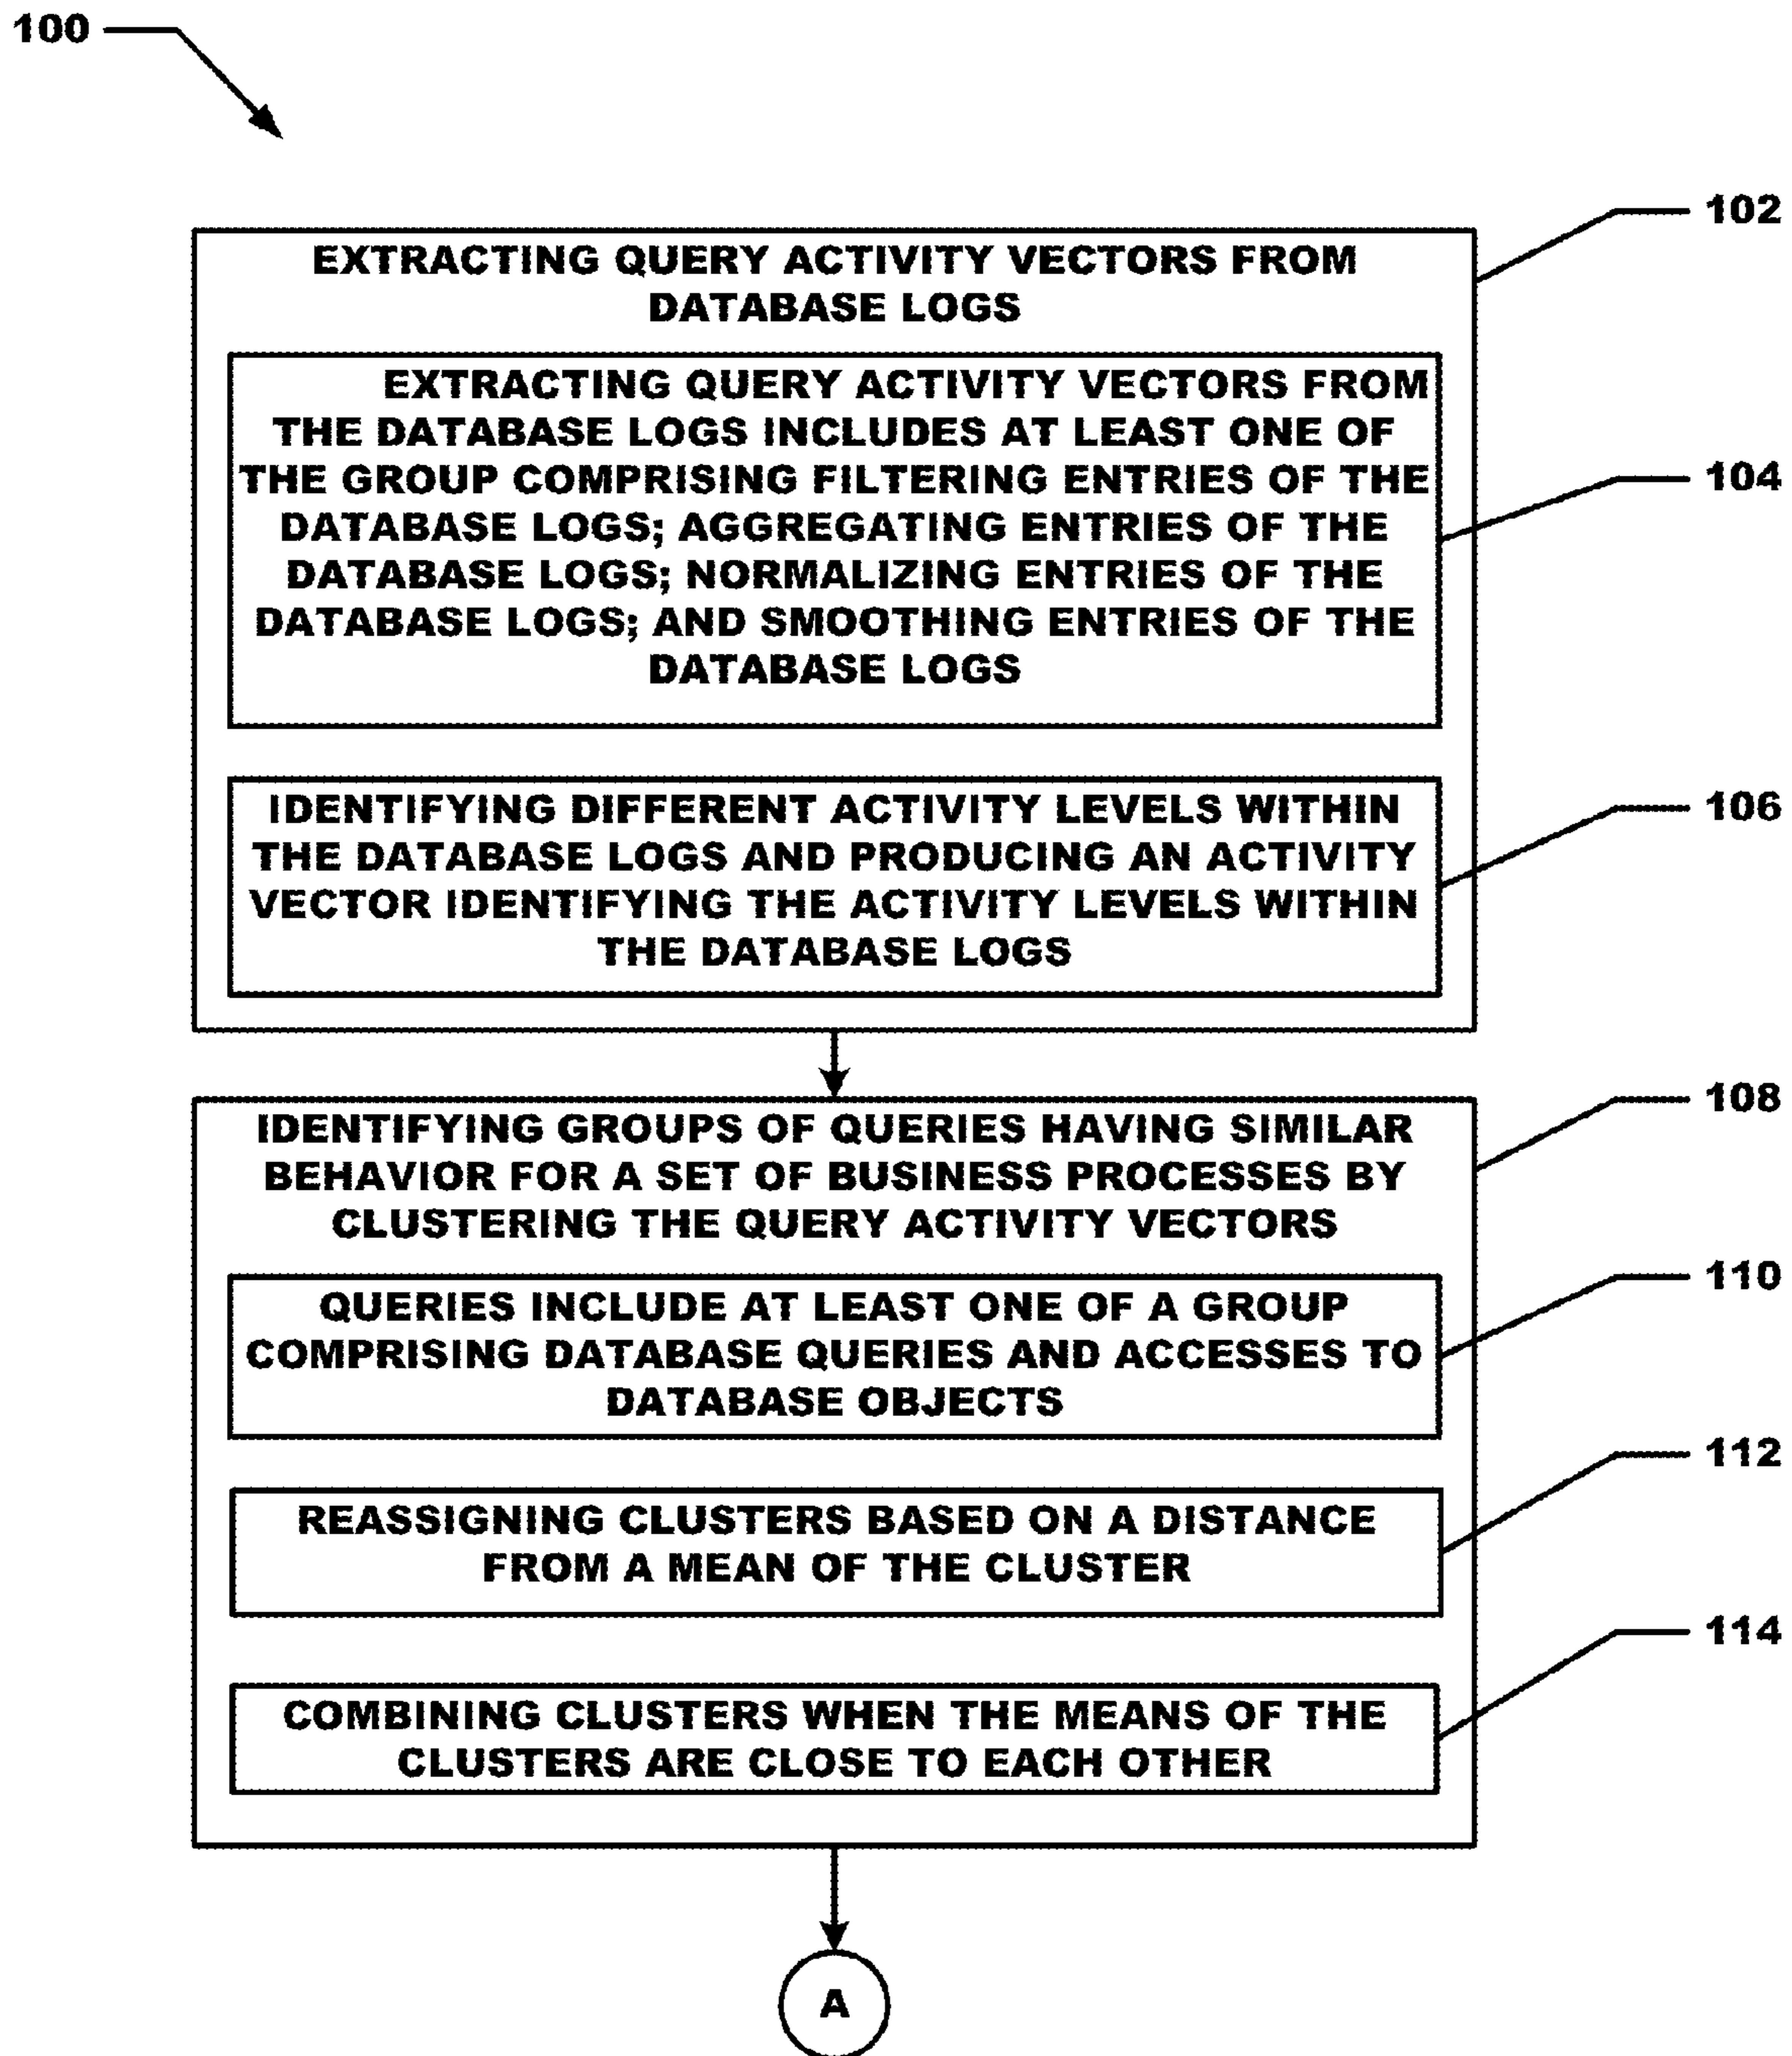 100
102
EXTRACTING QUERY ACTIVITY VECTORS FROM
DATABASE LOGS
EXTRACTING QUERY ACTIVITY VECTORS FROM
THE DATABASE LOGS INCLUDES AT LEAST ONE OF
THE GROUP COMPRISING FILTERING ENTRIES OF THE
DATABASE LOGS; AGGREGATING ENTRIES OF THE
DATABASE LOGS; NORMALIZING ENTRIES OF THE
DATABASE LOGS; AND SMOOTHING ENTRIES OF THE
DATABASE LOGS
104
IDENTIFYING DIFFERENT ACTIVITY LEVELS WITHIN
THE DATABASE LOGS AND PRODUCING AN ACTIVITY
VECTOR IDENTIFYING THE ACTIVITY LEVELS WITHIN
THE DATABASE LOGS
106
IDENTIFYING GROUPS OF QUERIES HAVING SIMILAR
BEHAVIOR FOR A SET OF BUSINESS PROCESSES BY
CLUSTERING THE QUERY ACTIVITY VECTORS
108
QUERIES INCLUDE AT LEAST ONE OF A GROUP
COMPRISING DATABASE QUERIES AND ACCESSES TO
DATABASE OBJECTS
110
REASSIGNING CLUSTERS BASED ON A DISTANCE
FROM A MEAN OF THE CLUSTER
112
COMBINING CLUSTERS WHEN THE MEANS OF THE
CLUSTERS ARE CLOSE TO EACH OTHER
114
A